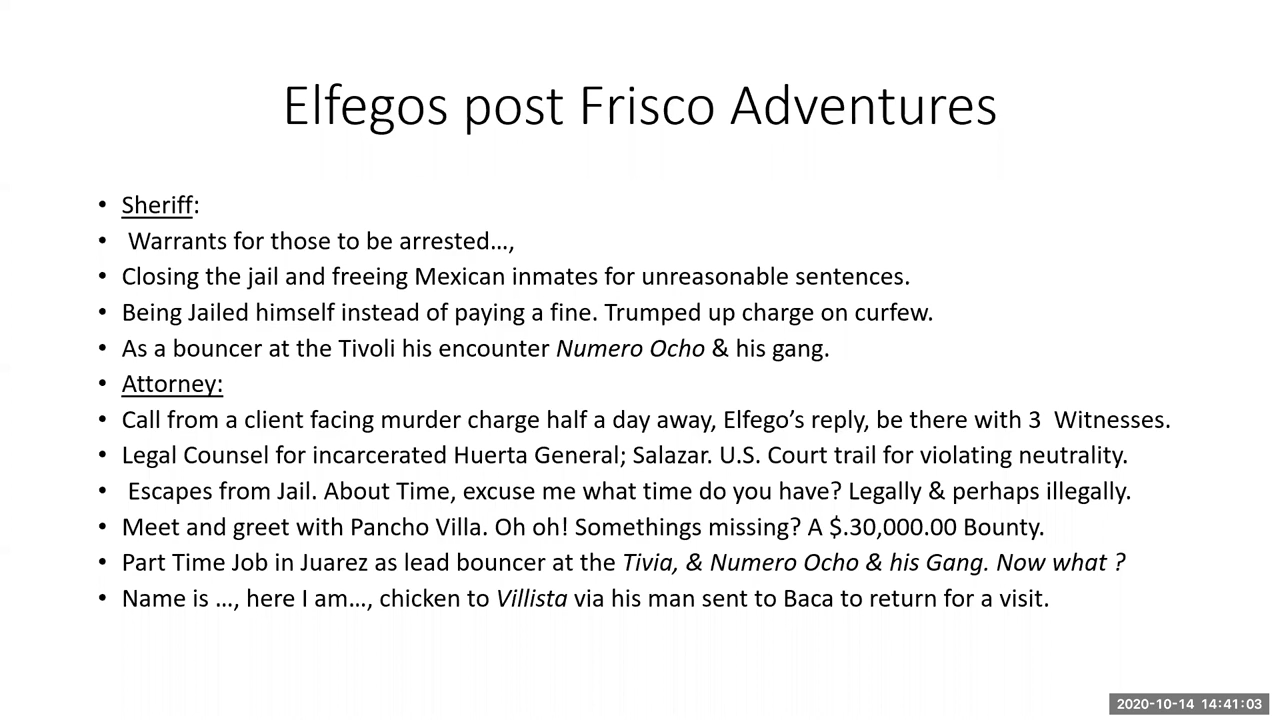 Elfegos post Frisco Adventures
• Sheriff:
• Warrants for those to be arrested…,
• Closing the jail and freeing Mexican inmates for unreasonable sentences.
• Being Jailed himself instead of paying a fine. Trumped up charge on curfew.
• As a bouncer at the Tivoli his encounter Numero Ocho & his gang.
• Attorney:
• Call from a client facing murder charge half a day away, Elfego’s reply, be there with 3 Witnesses.
• Legal Counsel for incarcerated Huerta General; Salazar. U.S. Court trail for violating neutrality.
• Escapes from Jail. About Time, excuse me what time do you have? Legally & perhaps illegally.
• Meet and greet with Pancho Villa. Oh oh! Somethings missing? A $.30,000.00 Bounty.
• Part Time Job in Juarez as lead bouncer at the Tivia, & Numero Ocho & his Gang. Now what ?
• Name is …, here I am…, chicken to Villista via his man sent to Baca to return for a visit.
2020-10-14 14:41:03